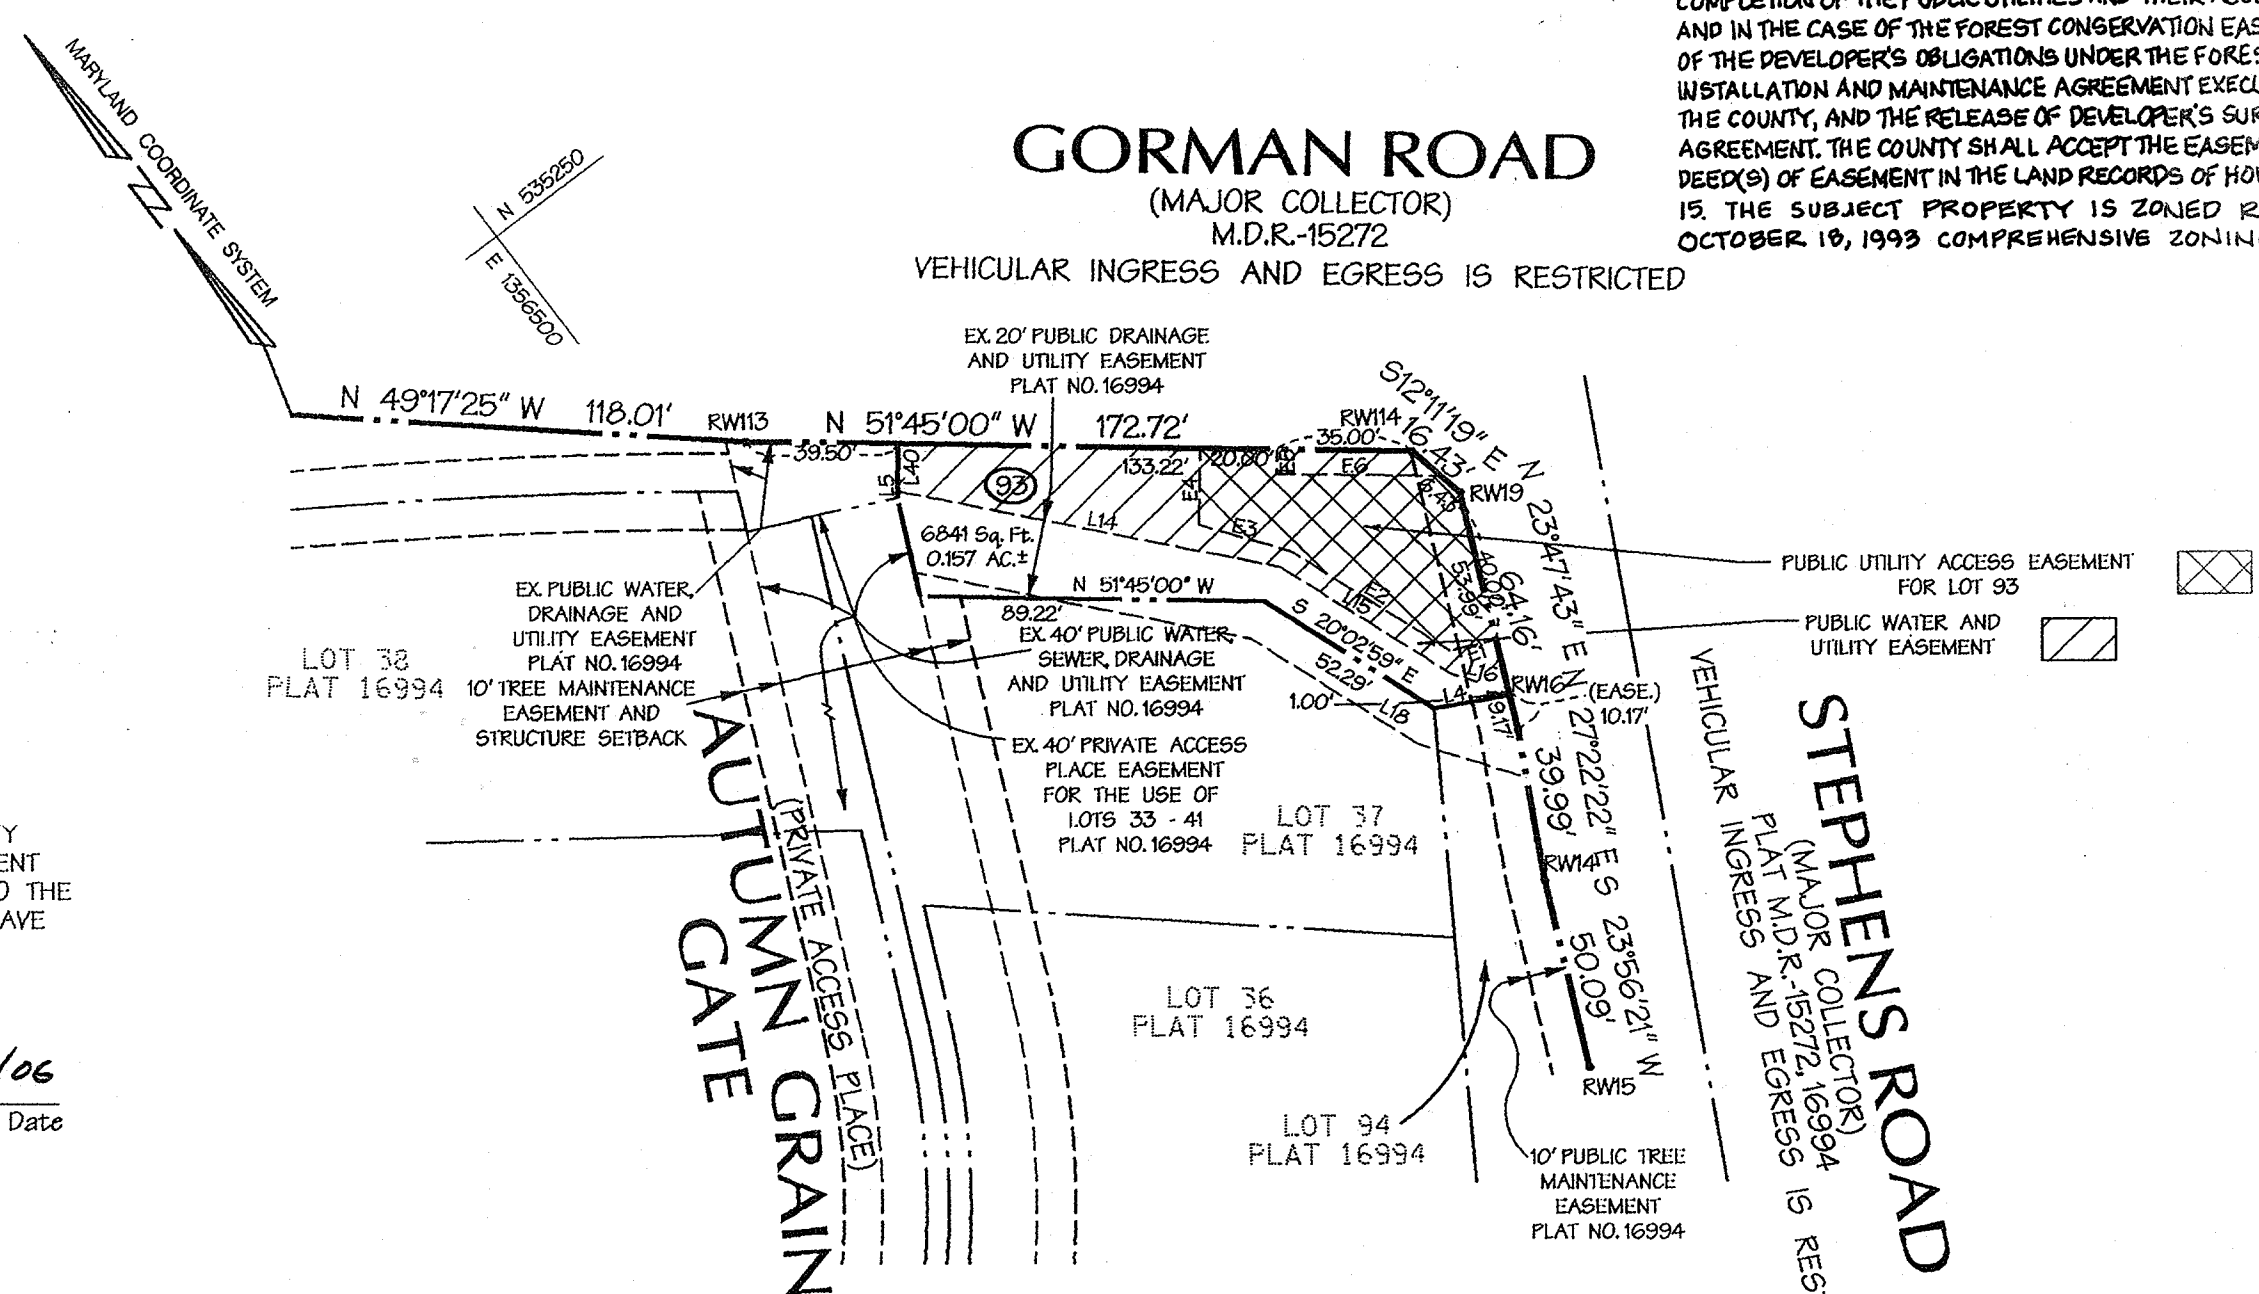 COMPLETION OF THE PUBLIC UTILITIES AND THEIR
AND IN THE CASE OF THE FOREST CONSERVATION EAS
OF THE DEVELOPER'S OBLIGATIONS UNDER THE FORES
INSTALLATION AND MAINTENANCE AGREEMENT EXECU
THE COUNTY, AND THE RELEASE OF DEVELOPER'S SUR
AGREEMENT. THE COUNTY SHALL ACCEPT THE EASEM
DEED(S) OF EASEMENT IN THE LAND RECORDS OF HOW
15. THE SUBJECT PROPERTY IS ZONED R
OCTOBER 18, 1993 COMPREHENSIVE ZONIN
MARYLAND COORDINATE SYSTEM
N 535250
E 1356500
GORMAN ROAD
(MAJOR COLLECTOR)
M.D.R.-15272
VEHICULAR INGRESS AND EGRESS IS RESTRICTED
EX. 20' PUBLIC DRAINAGE
AND UTILITY EASEMENT
PLAT NO. 16994
N 49°17'25" W 118.01'
RW113
N 51°45'00" W 172.72'
RW114
35.00'
S12°11'19" E
16.43'
39.50'
L5
L40
93
133.22'
20.00'
E4
E6
6.43'
RW19
N 23°47'43" E
64.16'
L14
E3
6841 Sq. Ft.
0.157 AC.±
40.00'
53.99'
N 51°45'00" W
89.22'
L15
E2
S 20°02'59" E
52.29'
E1
L16
L4
RW16
(EASE.)
10.17'
9.17'
1.00'
L18
N 27°22'22" E
39.99'
RW14
S 23°56'21" W
50.09'
RW15
PUBLIC UTILITY ACCESS EASEMENT
FOR LOT 93
PUBLIC WATER AND
UTILITY EASEMENT
EX. PUBLIC WATER,
DRAINAGE AND
UTILITY EASEMENT
PLAT NO. 16994
10' TREE MAINTENANCE
EASEMENT AND
STRUCTURE SETBACK
LOT 38
PLAT 16994
EX. 40' PUBLIC WATER,
SEWER, DRAINAGE
AND UTILITY EASEMENT
PLAT NO. 16994
EX. 40' PRIVATE ACCESS
PLACE EASEMENT
FOR THE USE OF
LOTS 33 - 41
PLAT NO. 16994
LOT 37
PLAT 16994
LOT 36
PLAT 16994
LOT 94
PLAT 16994
10' PUBLIC TREE
MAINTENANCE
EASEMENT
PLAT NO. 16994
AUTUMN GRAIN
GATE
(PRIVATE ACCESS PLACE)
STEPHENS ROAD
(MAJOR COLLECTOR)
PLAT M.D.R.-15272, 16994
VEHICULAR INGRESS AND EGRESS IS RES
Y
ENT
O THE
AVE
/06
Date